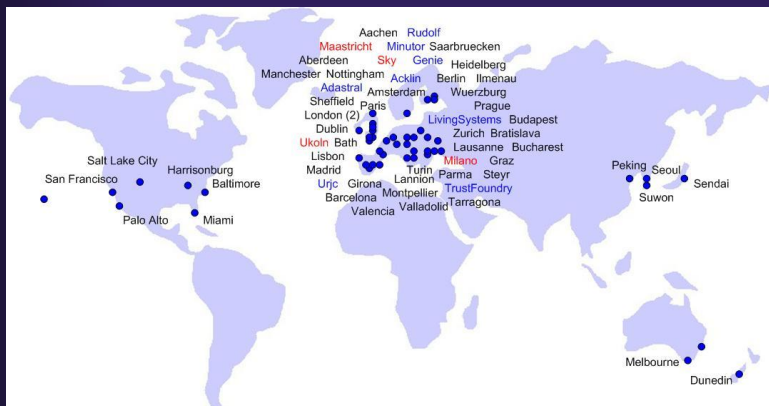 Aachen Rudolf
Maastricht Minutor Saarbruecken
Aberdeen Sky Genie Heidelberg
Manchester Nottingham Acklin Berlin Ilmenau
Adastral Amsterdam Wuerzburg
Sheffield Paris Prague
London (2) LivingSystems Budapest
Dublin Zurich Bratislava
Ukoln Bath Lausanne Bucharest
Lisbon Milano Graz
Madrid Turin Parma Steyr
Urjc Girona Lannion TrustFoundry
Barcelona Montpellier Tarragona
Valencia Valladolid
Salt Lake City
Harrisonburg
San Francisco Baltimore
Palo Alto Miami
Peking Seoul
Sendai
Suwon
Melbourne
Dunedin